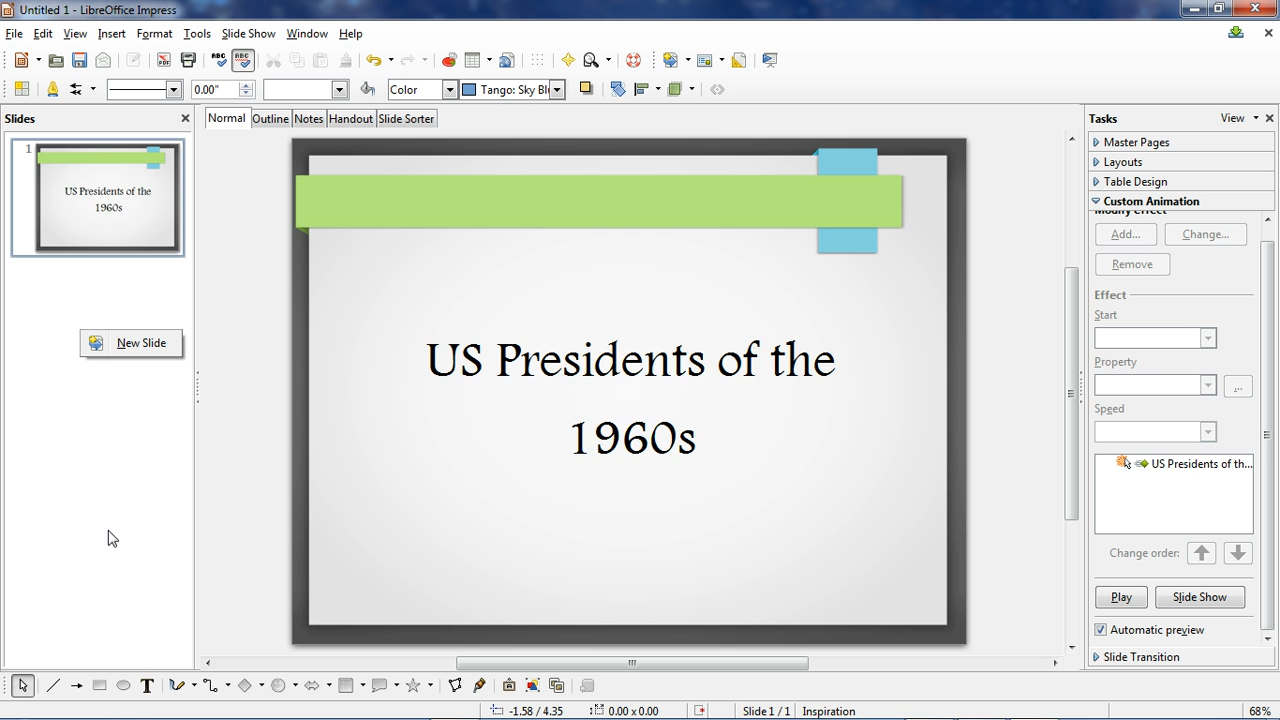 Untitled 1 - LibreOffice Impress
File Edit View Insert Format Tools Slide Show Window Help
0.00" Color Tango: Sky Bl
Slides
Normal Outline Notes Handout Slide Sorter
Tasks View
1
US Presidents of the
1960s
New Slide
US Presidents of the
1960s
Master Pages
Layouts
Table Design
Custom Animation
Modify effect
Add... Change...
Remove
Effect
Start
Property
...
Speed
US Presidents of th...
Change order:
Play Slide Show
Automatic preview
Slide Transition
-1.58 / 4.35 0.00 x 0.00 Slide 1 / 1 Inspiration 68%